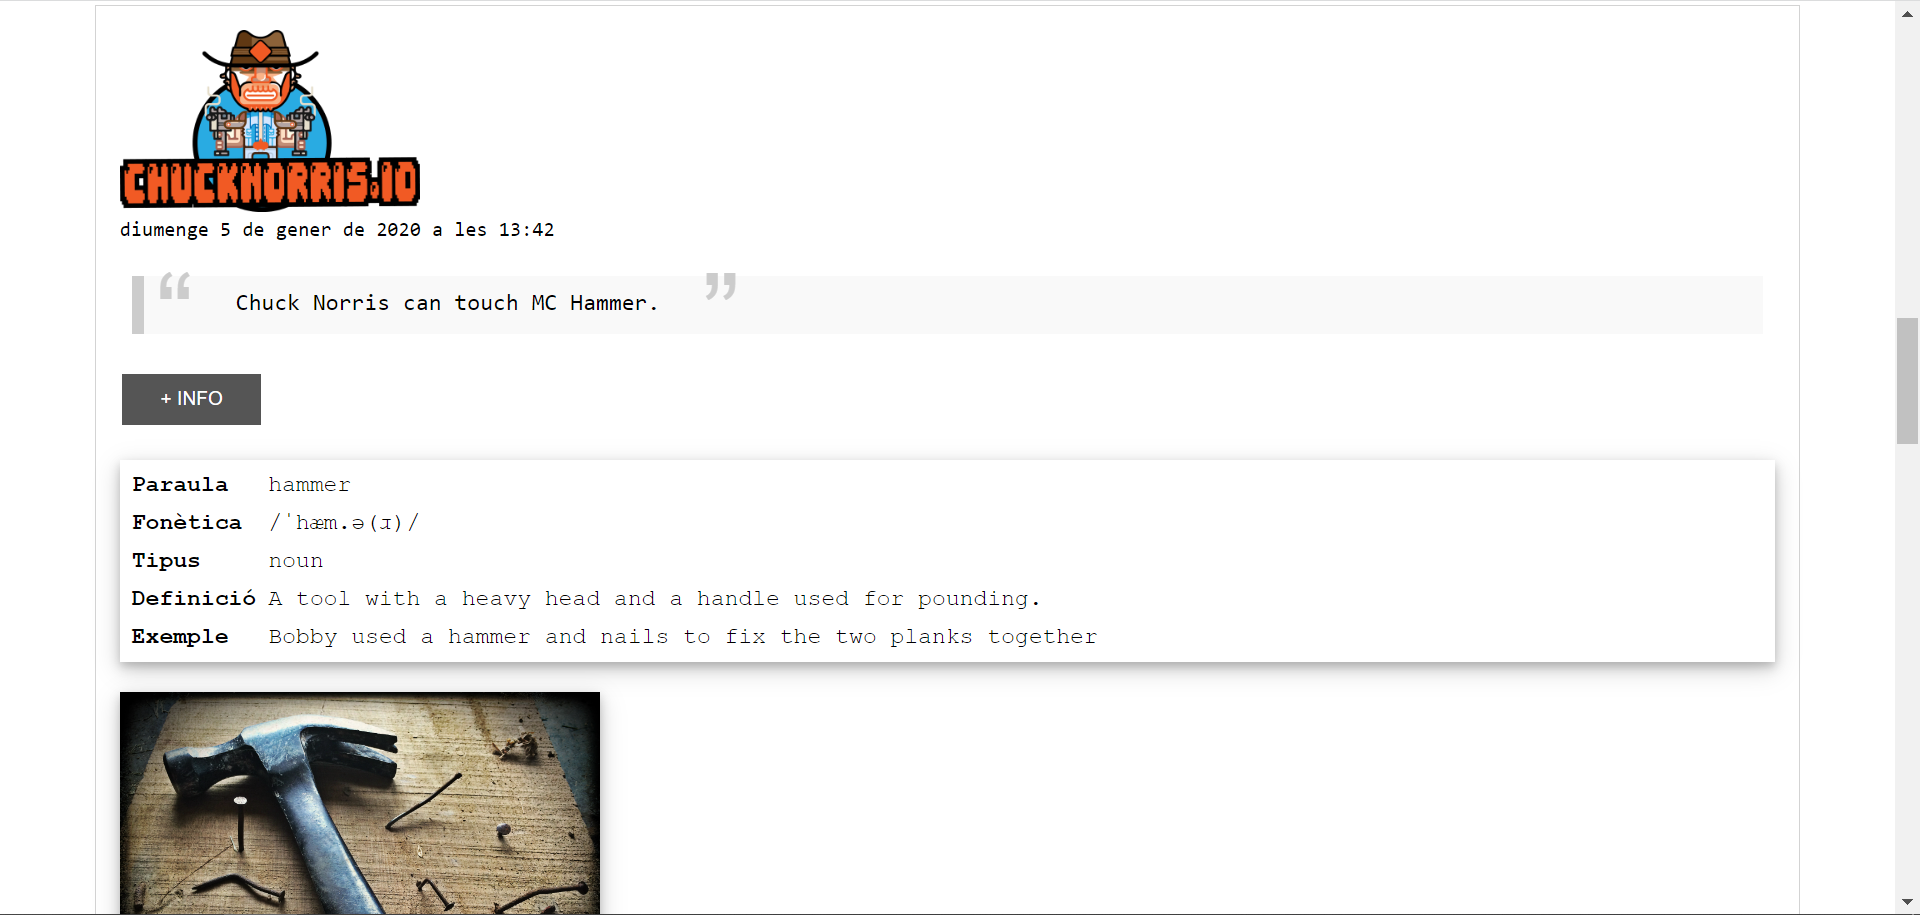 CHUCKNORRIS.IO
diumenge 5 de gener de 2020 a les 13:42
“ Chuck Norris can touch MC Hammer. ”
+ INFO
Paraula hammer
Fonètica /ˈhæm.ə(ɹ)/
Tipus noun
Definició A tool with a heavy head and a handle used for pounding.
Exemple Bobby used a hammer and nails to fix the two planks together